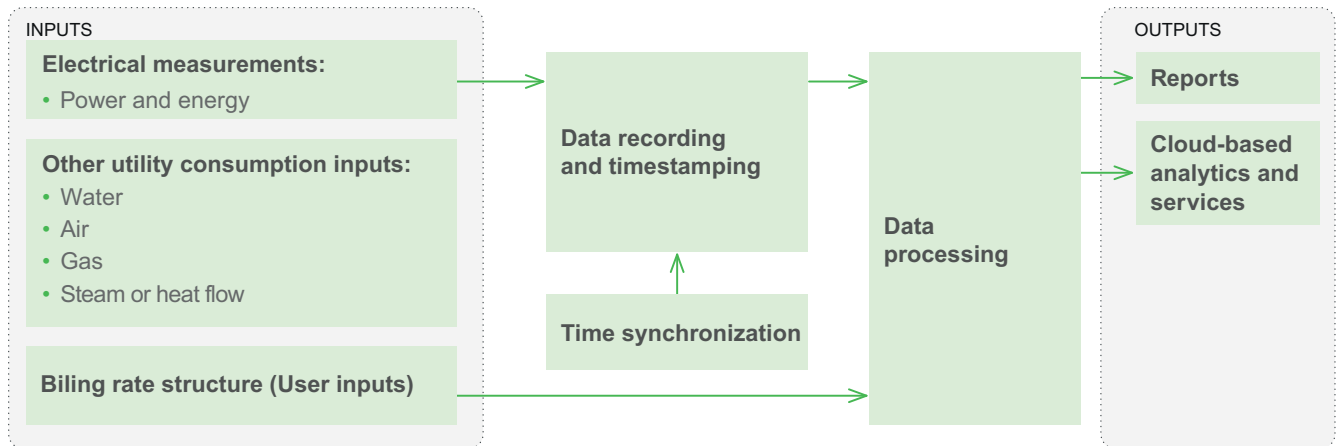 INPUTS
Electrical measurements:
• Power and energy
Other utility consumption inputs:
• Water
• Air
• Gas
• Steam or heat flow
Biling rate structure (User inputs)
Data recording
and timestamping
Time synchronization
Data
processing
OUTPUTS
Reports
Cloud-based
analytics and
services